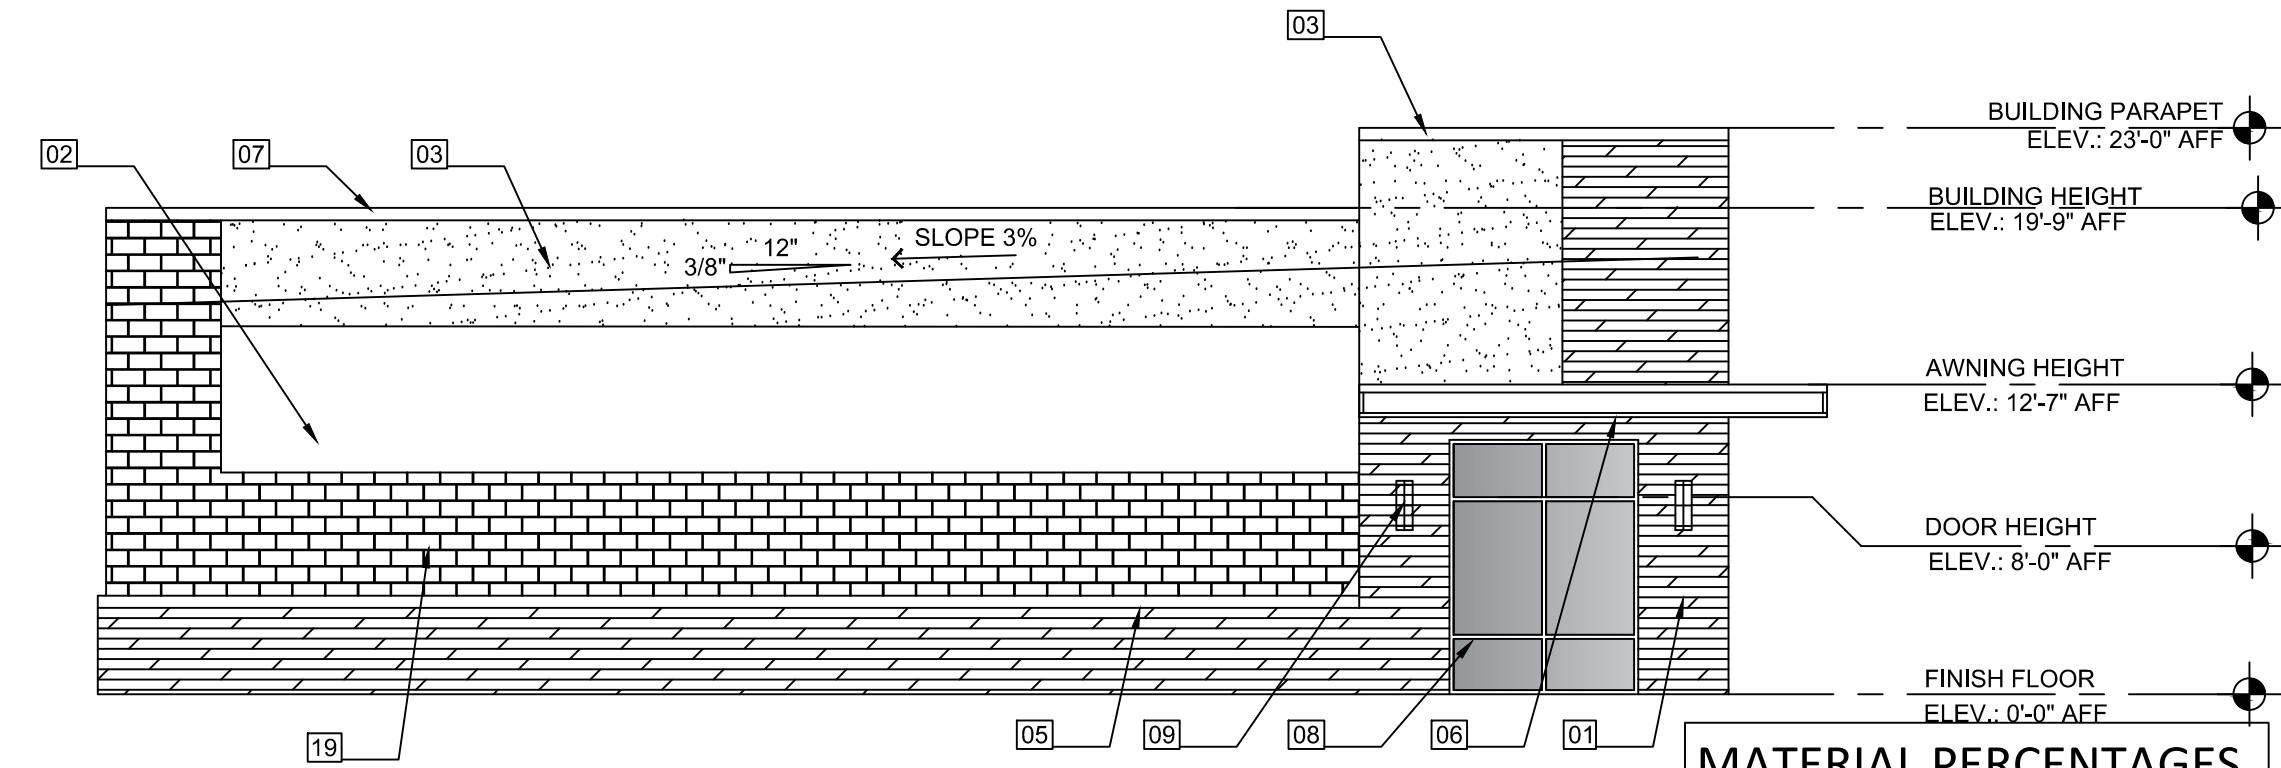 03
BUILDING PARAPET
ELEV.: 23'-0" AFF
02
07
03
BUILDING HEIGHT
ELEV.: 19'-9" AFF
12"
SLOPE 3%
3/8"
AWNING HEIGHT
ELEV.: 12'-7" AFF
DOOR HEIGHT
ELEV.: 8'-0" AFF
FINISH FLOOR
ELEV.: 0'-0" AFF
19
05
09
08
06
01
MATERIAL PERCENTAGES